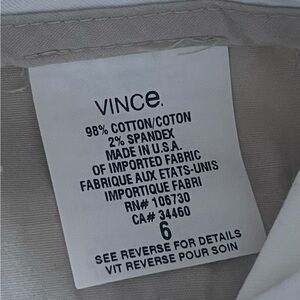 VINCe.
98% COTTON/COTON
2% SPANDEX
MADE IN U.S.A.
OF IMPORTED FABRIC
FABRIQUE AUX ETATS-UNIS
IMPORTIQUE FABRI
RN# 106730
CA# 34460
6
SEE REVERSE FOR DETAILS
VIT REVERSE POUR SOIN